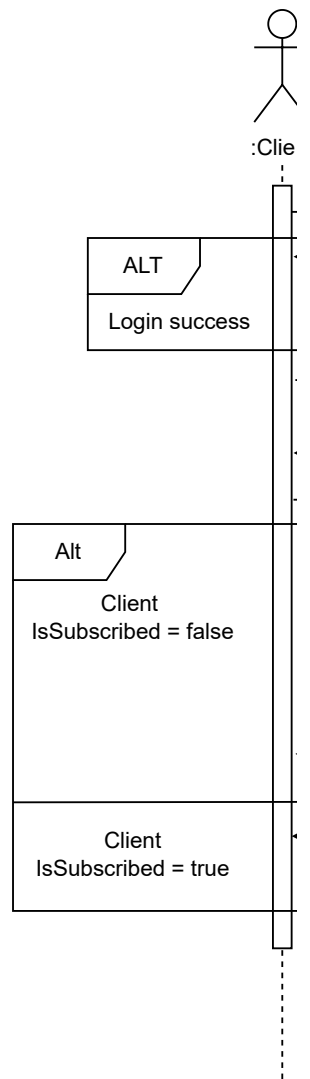 :Clie
ALT
Login success
Alt
Client
IsSubscribed = false
Client
IsSubscribed = true